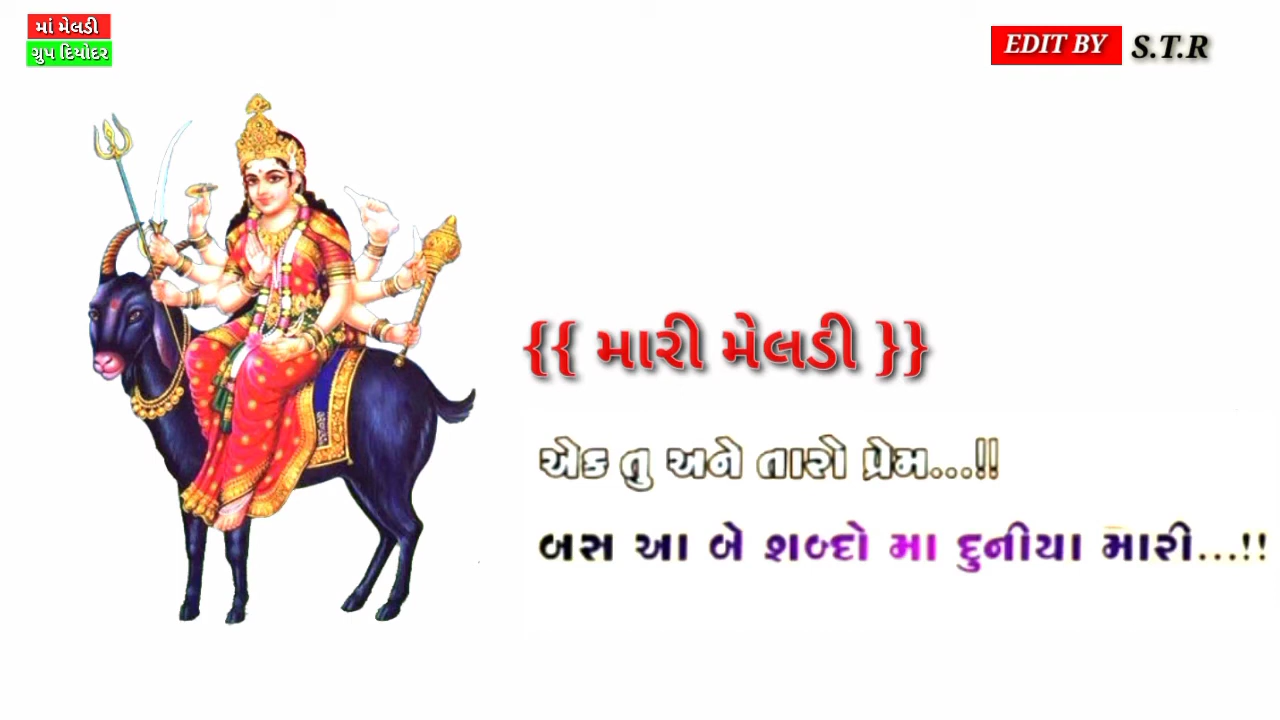 માં મેલડી
ગ્રુપ દિયોદર
EDIT BY S.T.R
{{ મારી મેલડી }}
એક તુ અને તારો પ્રેમ...!!
બસ આ બે શબ્દો મા દુનીયા મારી...!!